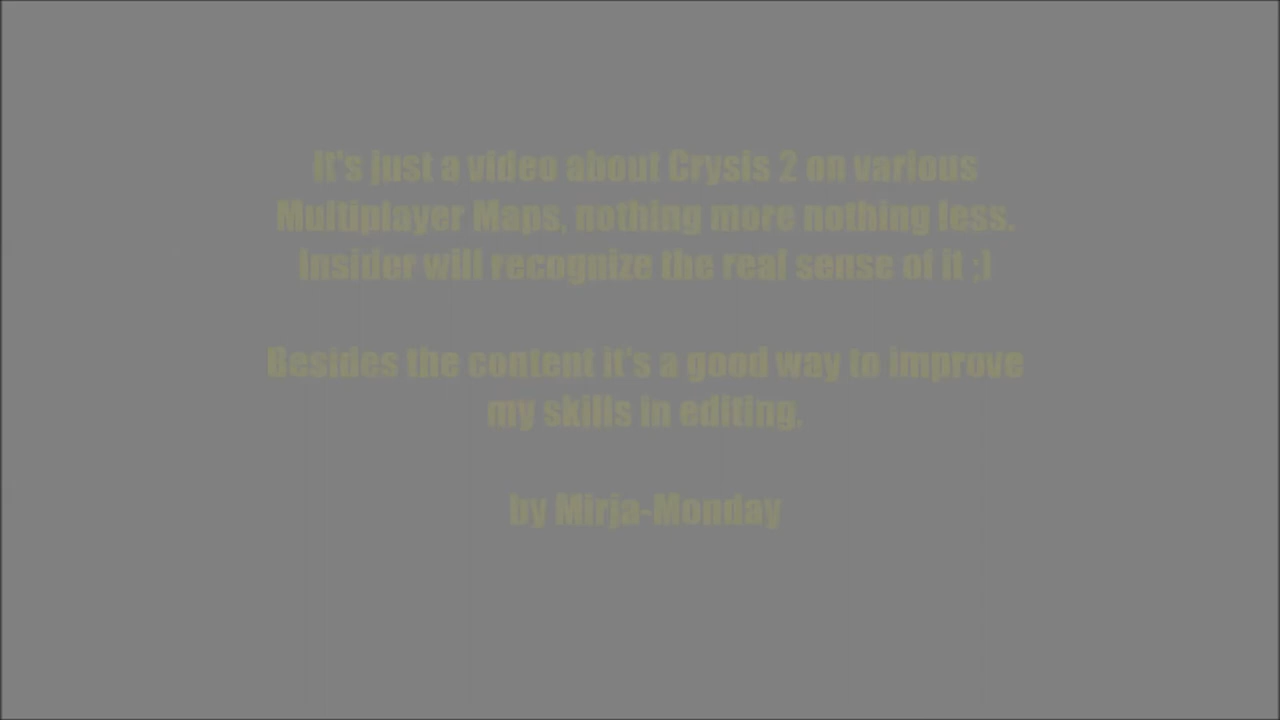 It's just a video about Crysis 2 on various
Multiplayer Maps, nothing more nothing less.
Insider will recognize the real sense of it ;)
Besides the content it's a good way to improve
my skills in editing.
by Mirja-Monday